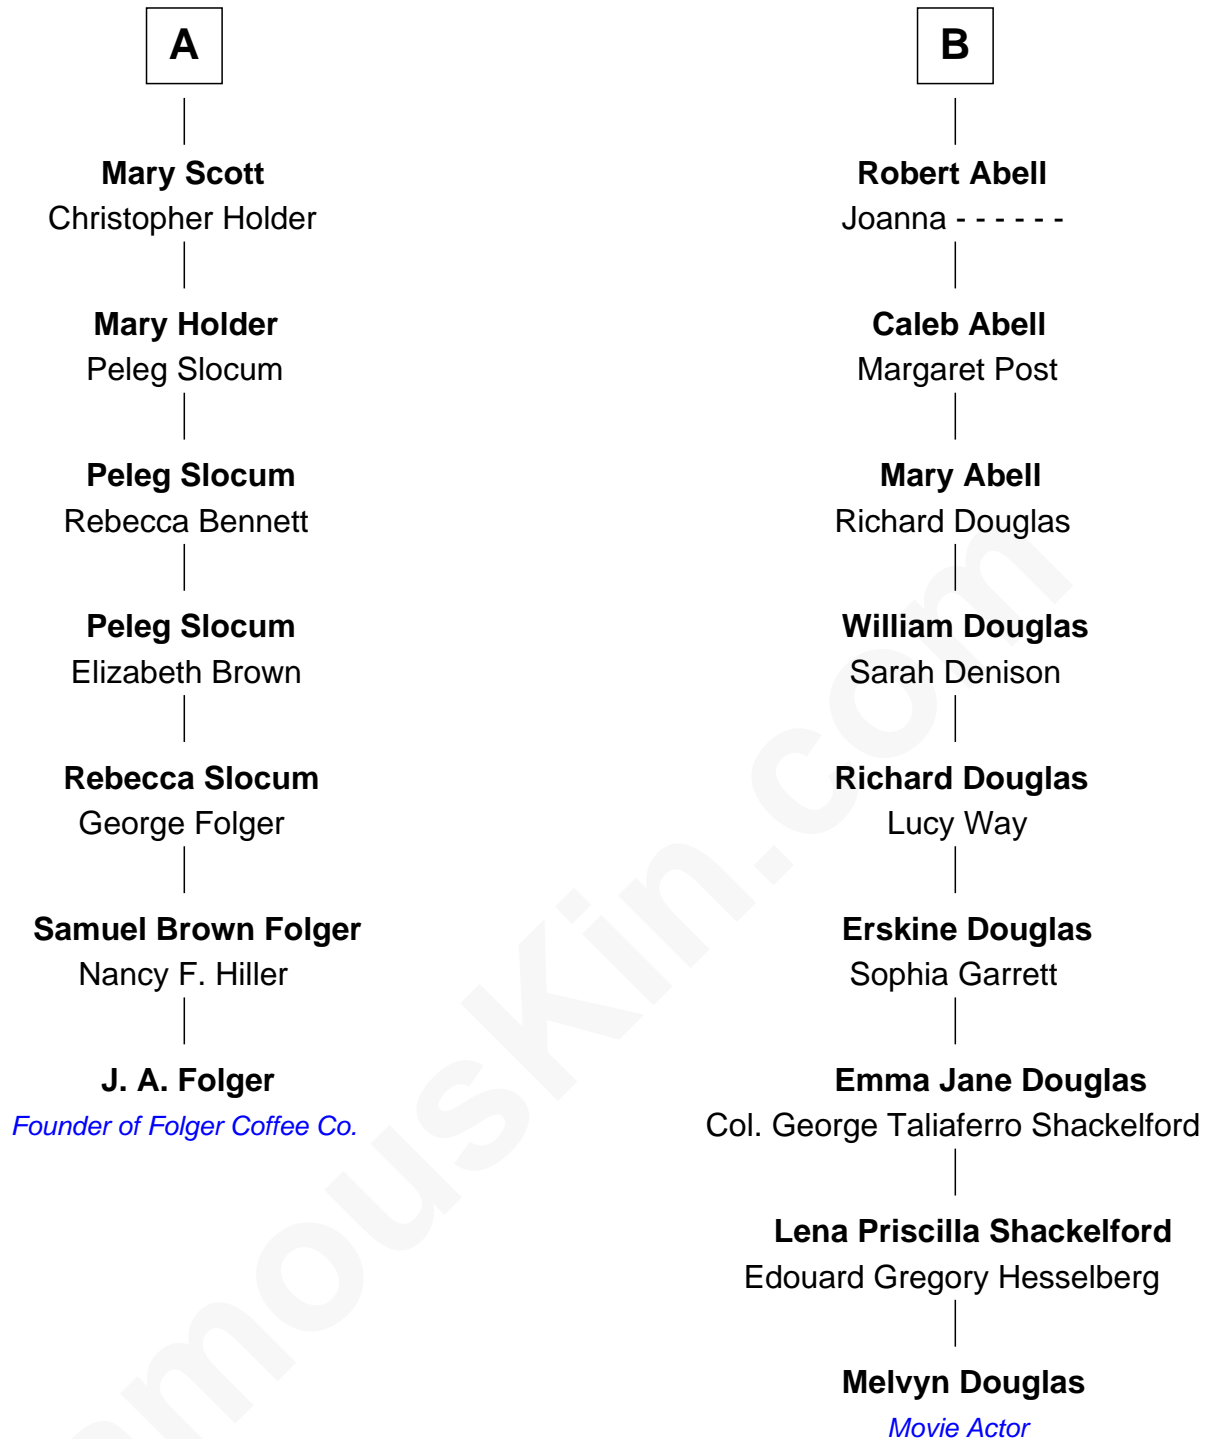 A
Mary Scott
Christopher Holder
Mary Holder
Peleg Slocum
Peleg Slocum
Rebecca Bennett
Peleg Slocum
Elizabeth Brown
Rebecca Slocum
George Folger
Samuel Brown Folger
Nancy F. Hiller
J. A. Folger
Founder of Folger Coffee Co.
B
Robert Abell
Joanna - - - - - -
Caleb Abell
Margaret Post
Mary Abell
Richard Douglas
William Douglas
Sarah Denison
Richard Douglas
Lucy Way
Erskine Douglas
Sophia Garrett
Emma Jane Douglas
Col. George Taliaferro Shackelford
Lena Priscilla Shackelford
Edouard Gregory Hesselberg
Melvyn Douglas
Movie Actor
mousKin.com